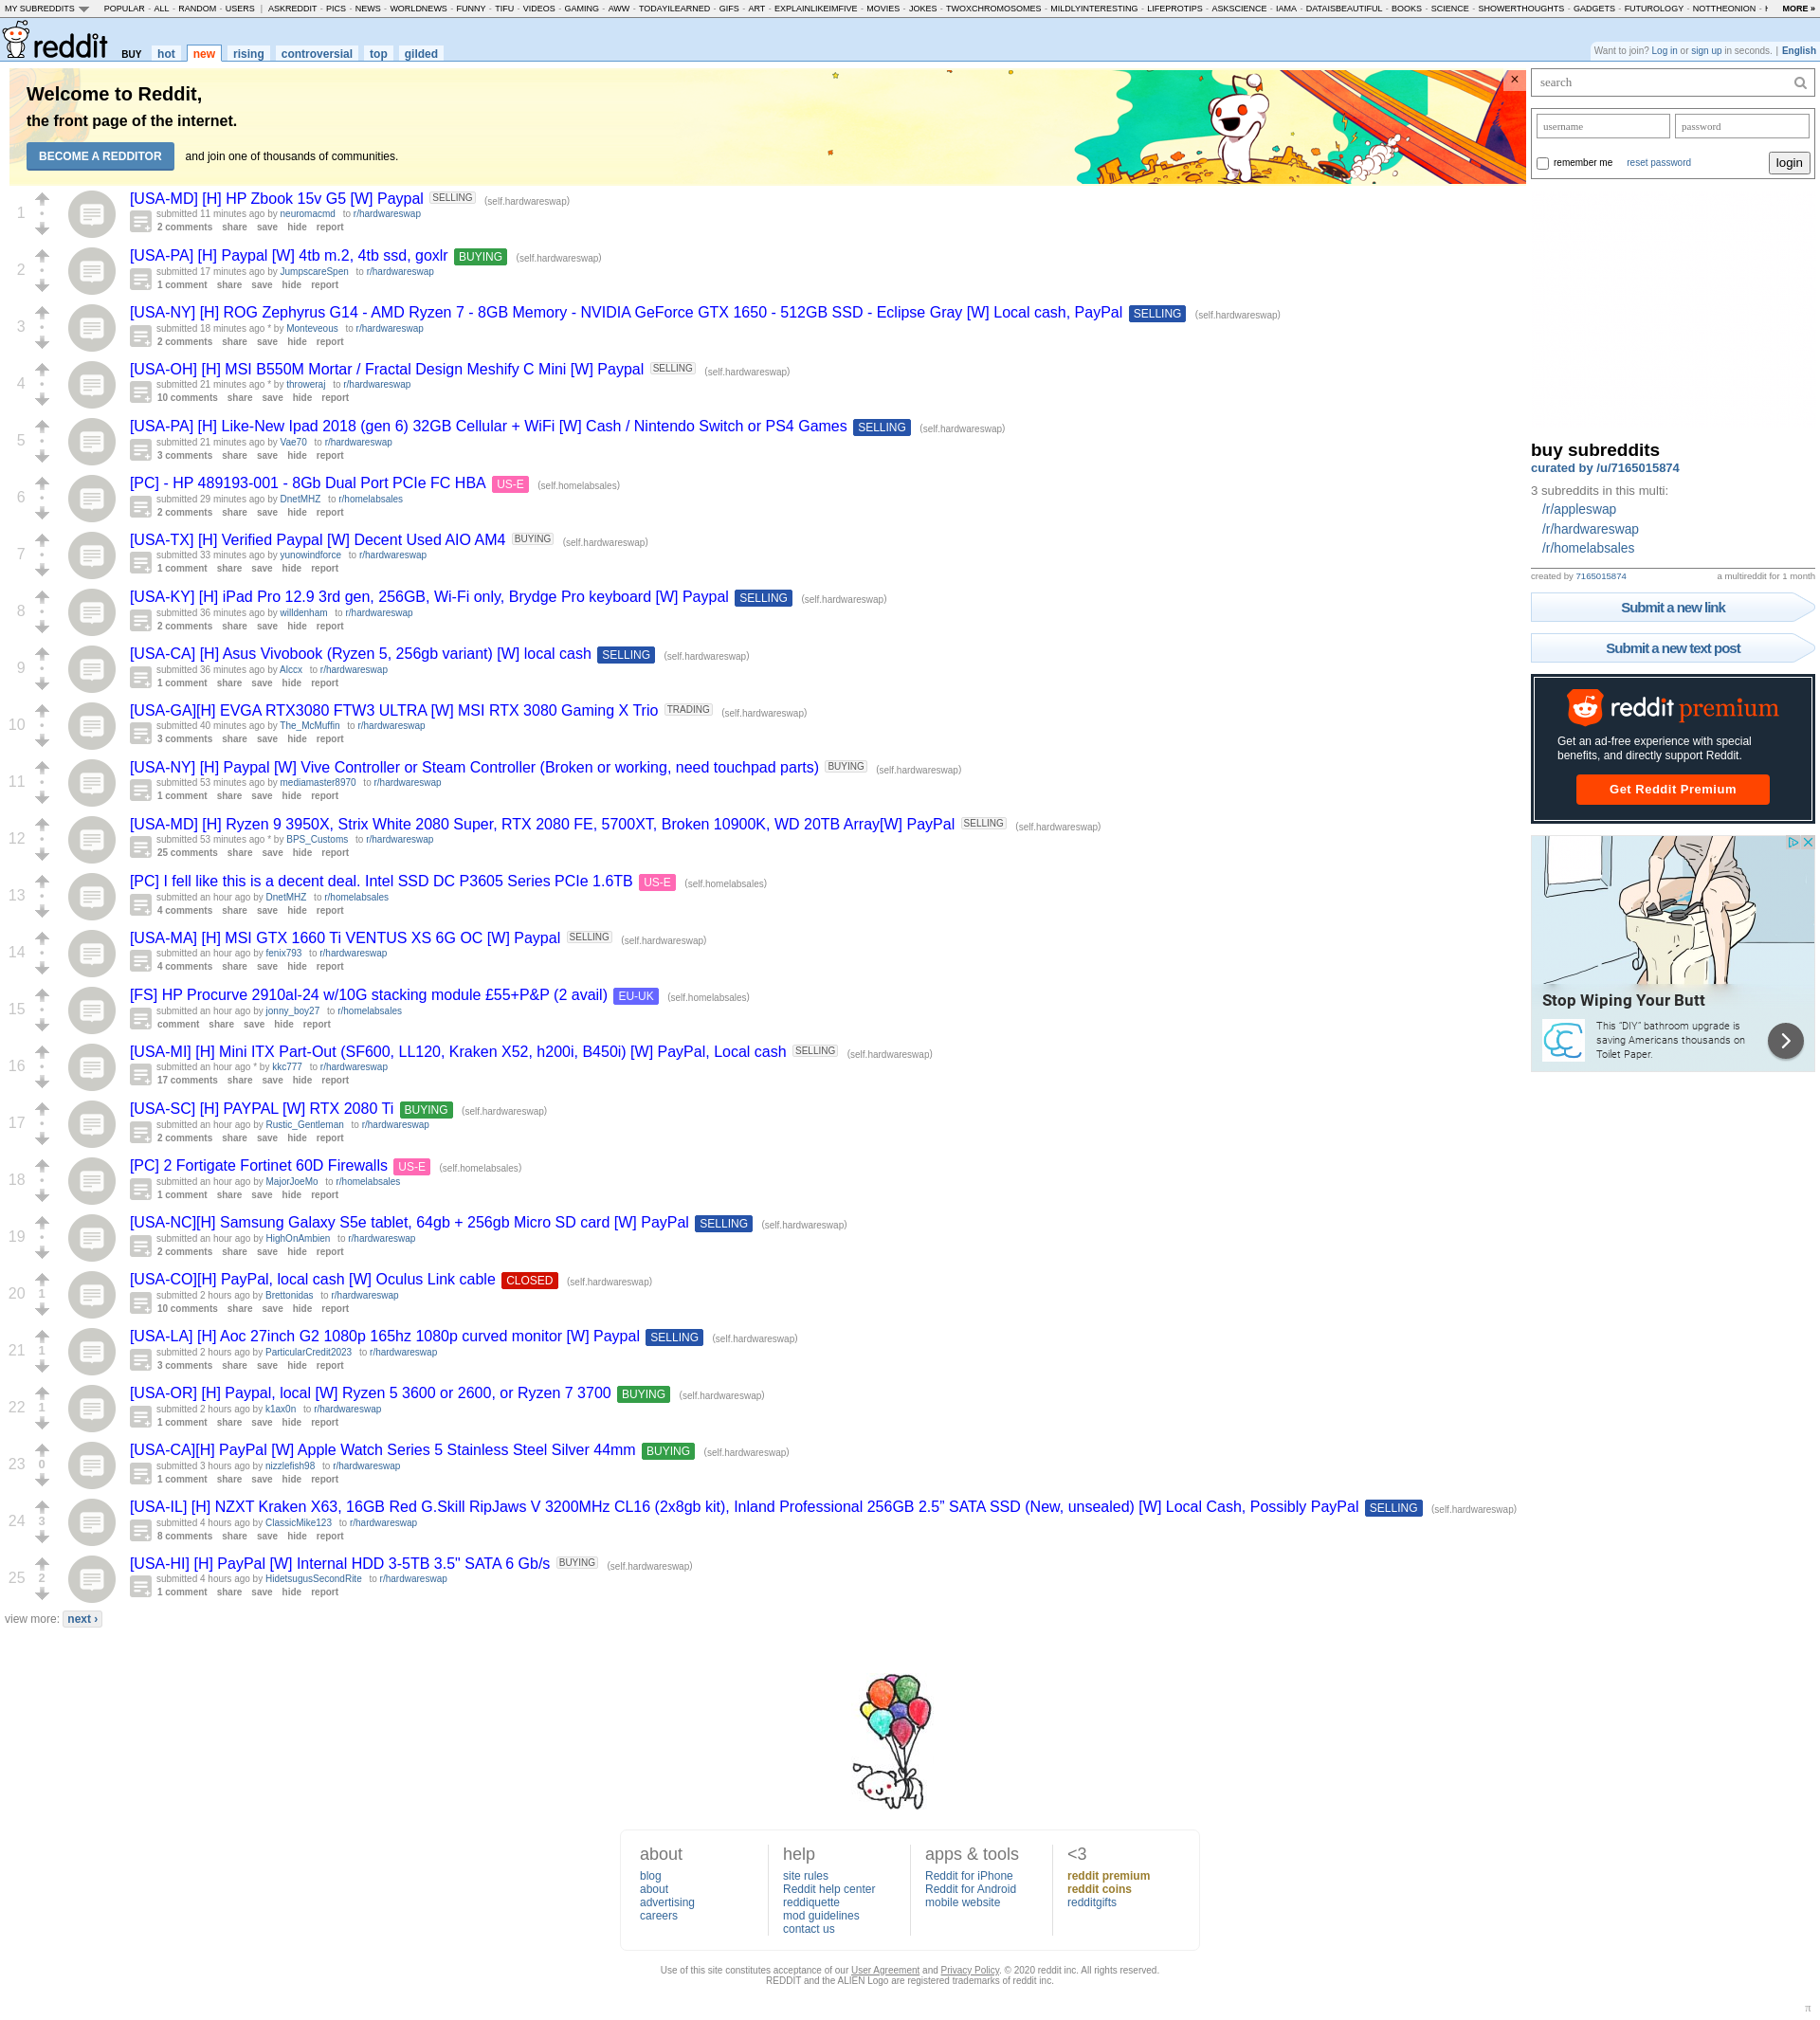 MY SUBREDDITS POPULAR - ALL - RANDOM - USERS | ASKREDDIT - PICS - NEWS - WORLDNEWS - FUNNY - TIFU - VIDEOS - GAMING - AWW - TODAYILEARNED - GIFS - ART - EXPLAINLIKEIMFIVE - MOVIES - JOKES - TWOXCHROMOSOMES - MILDLYINTERESTING - LIFEPROTIPS - ASKSCIENCE - IAMA - DATAISBEAUTIFUL - BOOKS - SCIENCE - SHOWERTHOUGHTS - GADGETS - FUTUROLOGY - NOTTHEONION - MORE »
reddit BUY hot new rising controversial top gilded
Want to join? Log in or sign up in seconds. | English
Welcome to Reddit,
the front page of the internet.
BECOME A REDDITOR and join one of thousands of communities.
×
search
username password
remember me reset password login
1 [USA-MD] [H] HP Zbook 15v G5 [W] Paypal SELLING (self.hardwareswap)
submitted 11 minutes ago by neuromacmd to r/hardwareswap
2 comments share save hide report
2 [USA-PA] [H] Paypal [W] 4tb m.2, 4tb ssd, goxlr BUYING (self.hardwareswap)
submitted 17 minutes ago by JumpscareSpen to r/hardwareswap
1 comment share save hide report
3 [USA-NY] [H] ROG Zephyrus G14 - AMD Ryzen 7 - 8GB Memory - NVIDIA GeForce GTX 1650 - 512GB SSD - Eclipse Gray [W] Local cash, PayPal SELLING (self.hardwareswap)
submitted 18 minutes ago * by Monteveous to r/hardwareswap
2 comments share save hide report
4 [USA-OH] [H] MSI B550M Mortar / Fractal Design Meshify C Mini [W] Paypal SELLING (self.hardwareswap)
submitted 21 minutes ago * by throweraj to r/hardwareswap
10 comments share save hide report
5 [USA-PA] [H] Like-New Ipad 2018 (gen 6) 32GB Cellular + WiFi [W] Cash / Nintendo Switch or PS4 Games SELLING (self.hardwareswap)
submitted 21 minutes ago by Vae70 to r/hardwareswap
3 comments share save hide report
6 [PC] - HP 489193-001 - 8Gb Dual Port PCIe FC HBA US-E (self.homelabsales)
submitted 29 minutes ago by DnetMHZ to r/homelabsales
2 comments share save hide report
7 [USA-TX] [H] Verified Paypal [W] Decent Used AIO AM4 BUYING (self.hardwareswap)
submitted 33 minutes ago by yunowindforce to r/hardwareswap
1 comment share save hide report
8 [USA-KY] [H] iPad Pro 12.9 3rd gen, 256GB, Wi-Fi only, Brydge Pro keyboard [W] Paypal SELLING (self.hardwareswap)
submitted 36 minutes ago by willdenham to r/hardwareswap
2 comments share save hide report
9 [USA-CA] [H] Asus Vivobook (Ryzen 5, 256gb variant) [W] local cash SELLING (self.hardwareswap)
submitted 36 minutes ago by Alccx to r/hardwareswap
1 comment share save hide report
10 [USA-GA][H] EVGA RTX3080 FTW3 ULTRA [W] MSI RTX 3080 Gaming X Trio TRADING (self.hardwareswap)
submitted 40 minutes ago by The_McMuffin to r/hardwareswap
3 comments share save hide report
11 [USA-NY] [H] Paypal [W] Vive Controller or Steam Controller (Broken or working, need touchpad parts) BUYING (self.hardwareswap)
submitted 53 minutes ago by mediamaster8970 to r/hardwareswap
1 comment share save hide report
12 [USA-MD] [H] Ryzen 9 3950X, Strix White 2080 Super, RTX 2080 FE, 5700XT, Broken 10900K, WD 20TB Array[W] PayPal SELLING (self.hardwareswap)
submitted 53 minutes ago * by BPS_Customs to r/hardwareswap
25 comments share save hide report
13 [PC] I fell like this is a decent deal. Intel SSD DC P3605 Series PCIe 1.6TB US-E (self.homelabsales)
submitted an hour ago by DnetMHZ to r/homelabsales
4 comments share save hide report
14 [USA-MA] [H] MSI GTX 1660 Ti VENTUS XS 6G OC [W] Paypal SELLING (self.hardwareswap)
submitted an hour ago by fenix793 to r/hardwareswap
4 comments share save hide report
15 [FS] HP Procurve 2910al-24 w/10G stacking module £55+P&P (2 avail) EU-UK (self.homelabsales)
submitted an hour ago by jonny_boy27 to r/homelabsales
comment share save hide report
16 [USA-MI] [H] Mini ITX Part-Out (SF600, LL120, Kraken X52, h200i, B450i) [W] PayPal, Local cash SELLING (self.hardwareswap)
submitted an hour ago * by kkc777 to r/hardwareswap
17 comments share save hide report
17 [USA-SC] [H] PAYPAL [W] RTX 2080 Ti BUYING (self.hardwareswap)
submitted an hour ago by Rustic_Gentleman to r/hardwareswap
2 comments share save hide report
18 [PC] 2 Fortigate Fortinet 60D Firewalls US-E (self.homelabsales)
submitted an hour ago by MajorJoeMo to r/homelabsales
1 comment share save hide report
19 [USA-NC][H] Samsung Galaxy S5e tablet, 64gb + 256gb Micro SD card [W] PayPal SELLING (self.hardwareswap)
submitted an hour ago by HighOnAmbien to r/hardwareswap
2 comments share save hide report
20 1 [USA-CO][H] PayPal, local cash [W] Oculus Link cable CLOSED (self.hardwareswap)
submitted 2 hours ago by Brettonidas to r/hardwareswap
10 comments share save hide report
21 1 [USA-LA] [H] Aoc 27inch G2 1080p 165hz 1080p curved monitor [W] Paypal SELLING (self.hardwareswap)
submitted 2 hours ago by ParticularCredit2023 to r/hardwareswap
3 comments share save hide report
22 1 [USA-OR] [H] Paypal, local [W] Ryzen 5 3600 or 2600, or Ryzen 7 3700 BUYING (self.hardwareswap)
submitted 2 hours ago by k1ax0n to r/hardwareswap
1 comment share save hide report
23 0 [USA-CA][H] PayPal [W] Apple Watch Series 5 Stainless Steel Silver 44mm BUYING (self.hardwareswap)
submitted 3 hours ago by nizzlefish98 to r/hardwareswap
1 comment share save hide report
24 3 [USA-IL] [H] NZXT Kraken X63, 16GB Red G.Skill RipJaws V 3200MHz CL16 (2x8gb kit), Inland Professional 256GB 2.5” SATA SSD (New, unsealed) [W] Local Cash, Possibly PayPal SELLING (self.hardwareswap)
submitted 4 hours ago by ClassicMike123 to r/hardwareswap
8 comments share save hide report
25 2 [USA-HI] [H] PayPal [W] Internal HDD 3-5TB 3.5" SATA 6 Gb/s BUYING (self.hardwareswap)
submitted 4 hours ago by HidetsugusSecondRite to r/hardwareswap
1 comment share save hide report
view more: next ›
buy subreddits
curated by /u/7165015874
3 subreddits in this multi:
/r/appleswap
/r/hardwareswap
/r/homelabsales
created by 7165015874 a multireddit for 1 month
Submit a new link
Submit a new text post
reddit premium
Get an ad-free experience with special
benefits, and directly support Reddit.
Get Reddit Premium
Stop Wiping Your Butt
This "DIY" bathroom upgrade is
saving Americans thousands on
Toilet Paper.
about
blog
about
advertising
careers
help
site rules
Reddit help center
reddiquette
mod guidelines
contact us
apps & tools
Reddit for iPhone
Reddit for Android
mobile website
<3
reddit premium
reddit coins
redditgifts
Use of this site constitutes acceptance of our User Agreement and Privacy Policy. © 2020 reddit inc. All rights reserved.
REDDIT and the ALIEN Logo are registered trademarks of reddit inc.
π